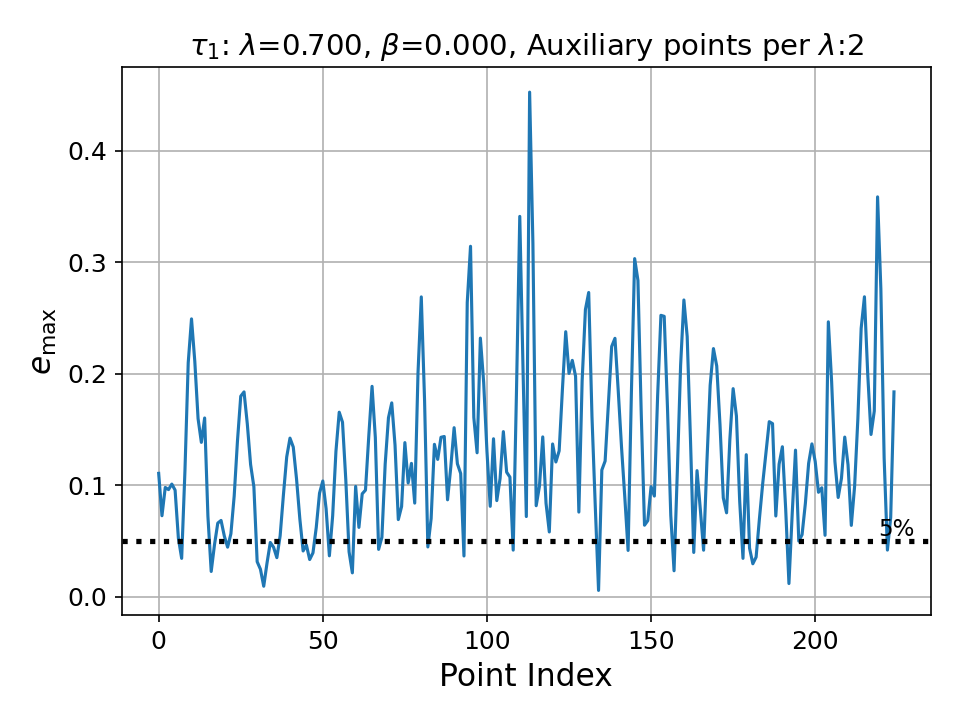 τ₁: λ=0.700, β=0.000, Auxiliary points per λ:2
e_max
0.4
0.3
0.2
0.1
0.0
5%
0 50 100 150 200
Point Index